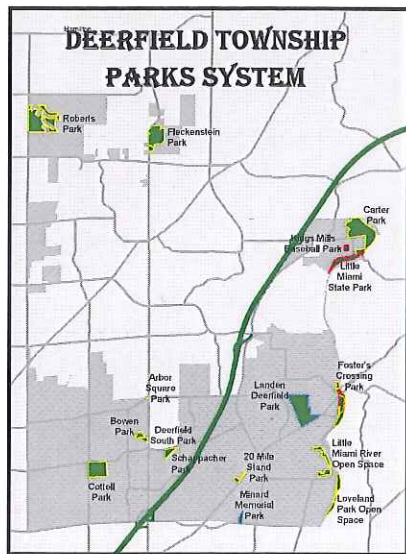 DEERFIELD TOWNSHIP
PARKS SYSTEM
Hamilton
Roberts
Park
Fleckenstein
Park
Carter
Park
Kings Mills
Baseball Park
Little
Miami
State Park
Arbor
Square
Park
Landen
Deerfield
Park
Foster's
Crossing
Park
Bowen
Park
Deerfield
South Park
Schappacher
Park
20 Mile
Stand
Park
Little
Miami River
Open Space
Cottell
Park
Minard
Memorial
Park
Loveland
Park Open
Space